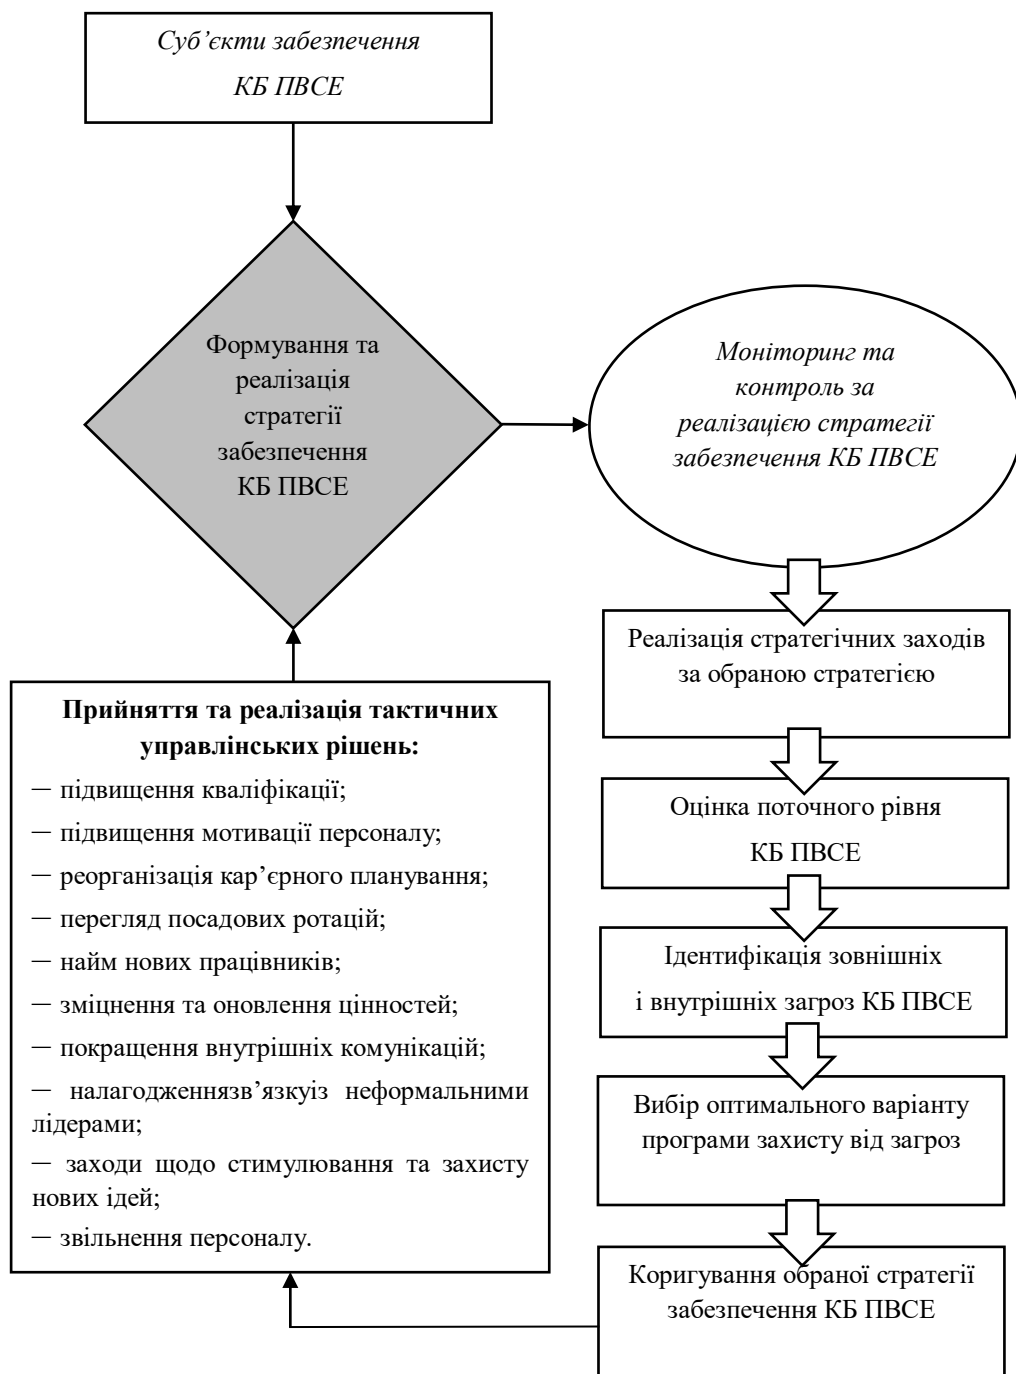 Суб’єкти забезпечення
КБ ПВСЕ
Формування та
реалізація
стратегії
забезпечення
КБ ПВСЕ
Моніторинг та
контроль за
реалізацією стратегії
забезпечення КБ ПВСЕ
Реалізація стратегічних заходів
за обраною стратегією
Оцінка поточного рівня
КБ ПВСЕ
Ідентифікація зовнішніх
і внутрішніх загроз КБ ПВСЕ
Вибір оптимального варіанту
програми захисту від загроз
Коригування обраної стратегії
забезпечення КБ ПВСЕ
Прийняття та реалізація тактичних
управлінських рішень:
— підвищення кваліфікації;
— підвищення мотивації персоналу;
— реорганізація кар’єрного планування;
— перегляд посадових ротацій;
— найм нових працівників;
— зміцнення та оновлення цінностей;
— покращення внутрішніх комунікацій;
— налагодженнязв’язкуіз неформальними
лідерами;
— заходи щодо стимулювання та захисту
нових ідей;
— звільнення персоналу.